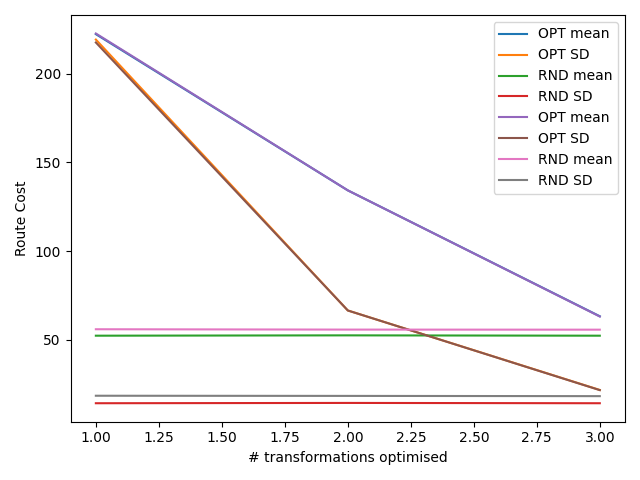 OPT mean
OPT SD
RND mean
RND SD
OPT mean
OPT SD
RND mean
RND SD
Route Cost
200
150
100
50
1.00 1.25 1.50 1.75 2.00 2.25 2.50 2.75 3.00
# transformations optimised